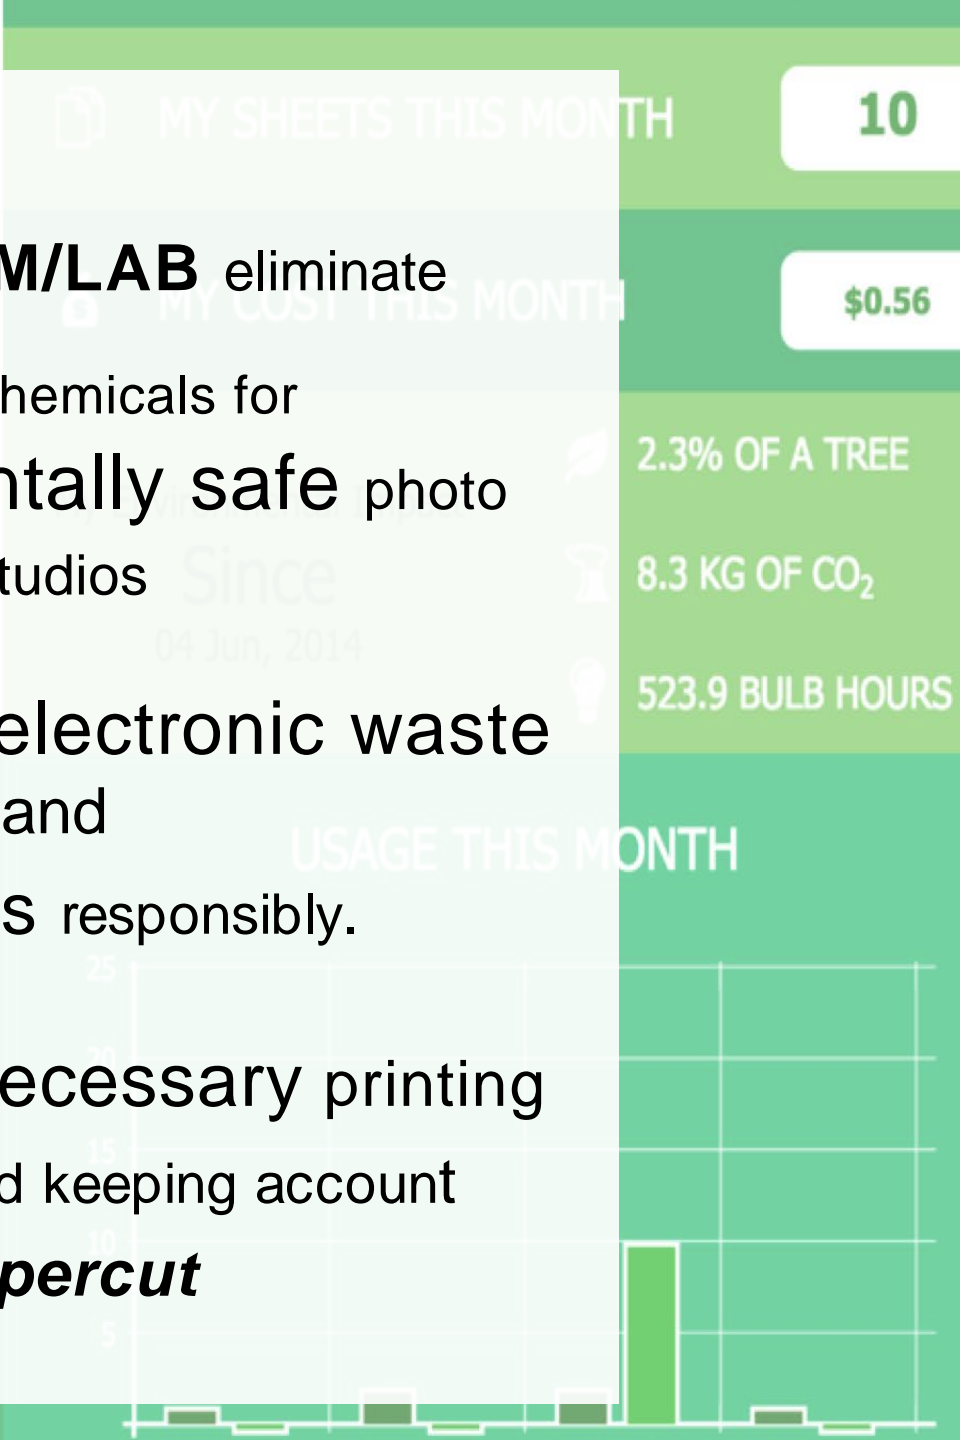 MY SHEETS THIS MONTH
10
M/LAB eliminate
MY COST THIS MONTH
$0.56
hemicals for
2.3% OF A TREE
ntally safe photo
tudios
Since
8.3 KG OF CO₂
04 Jun, 2014
523.9 BULB HOURS
electronic waste
and
USAGE THIS MONTH
s responsibly.
25
20
ecessary printing
15
d keeping account
10
percut
5